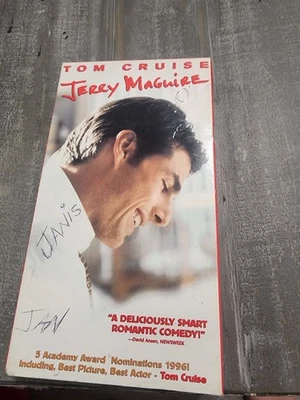 TOM CRUISE
JERRY MAGUIRE
JANIS
"A DELICIOUSLY SMART
ROMANTIC COMEDY!"
—David Ansen, NEWSWEEK
5 Academy Award Nominations 1996!
Including, Best Picture, Best Actor - Tom Cruise